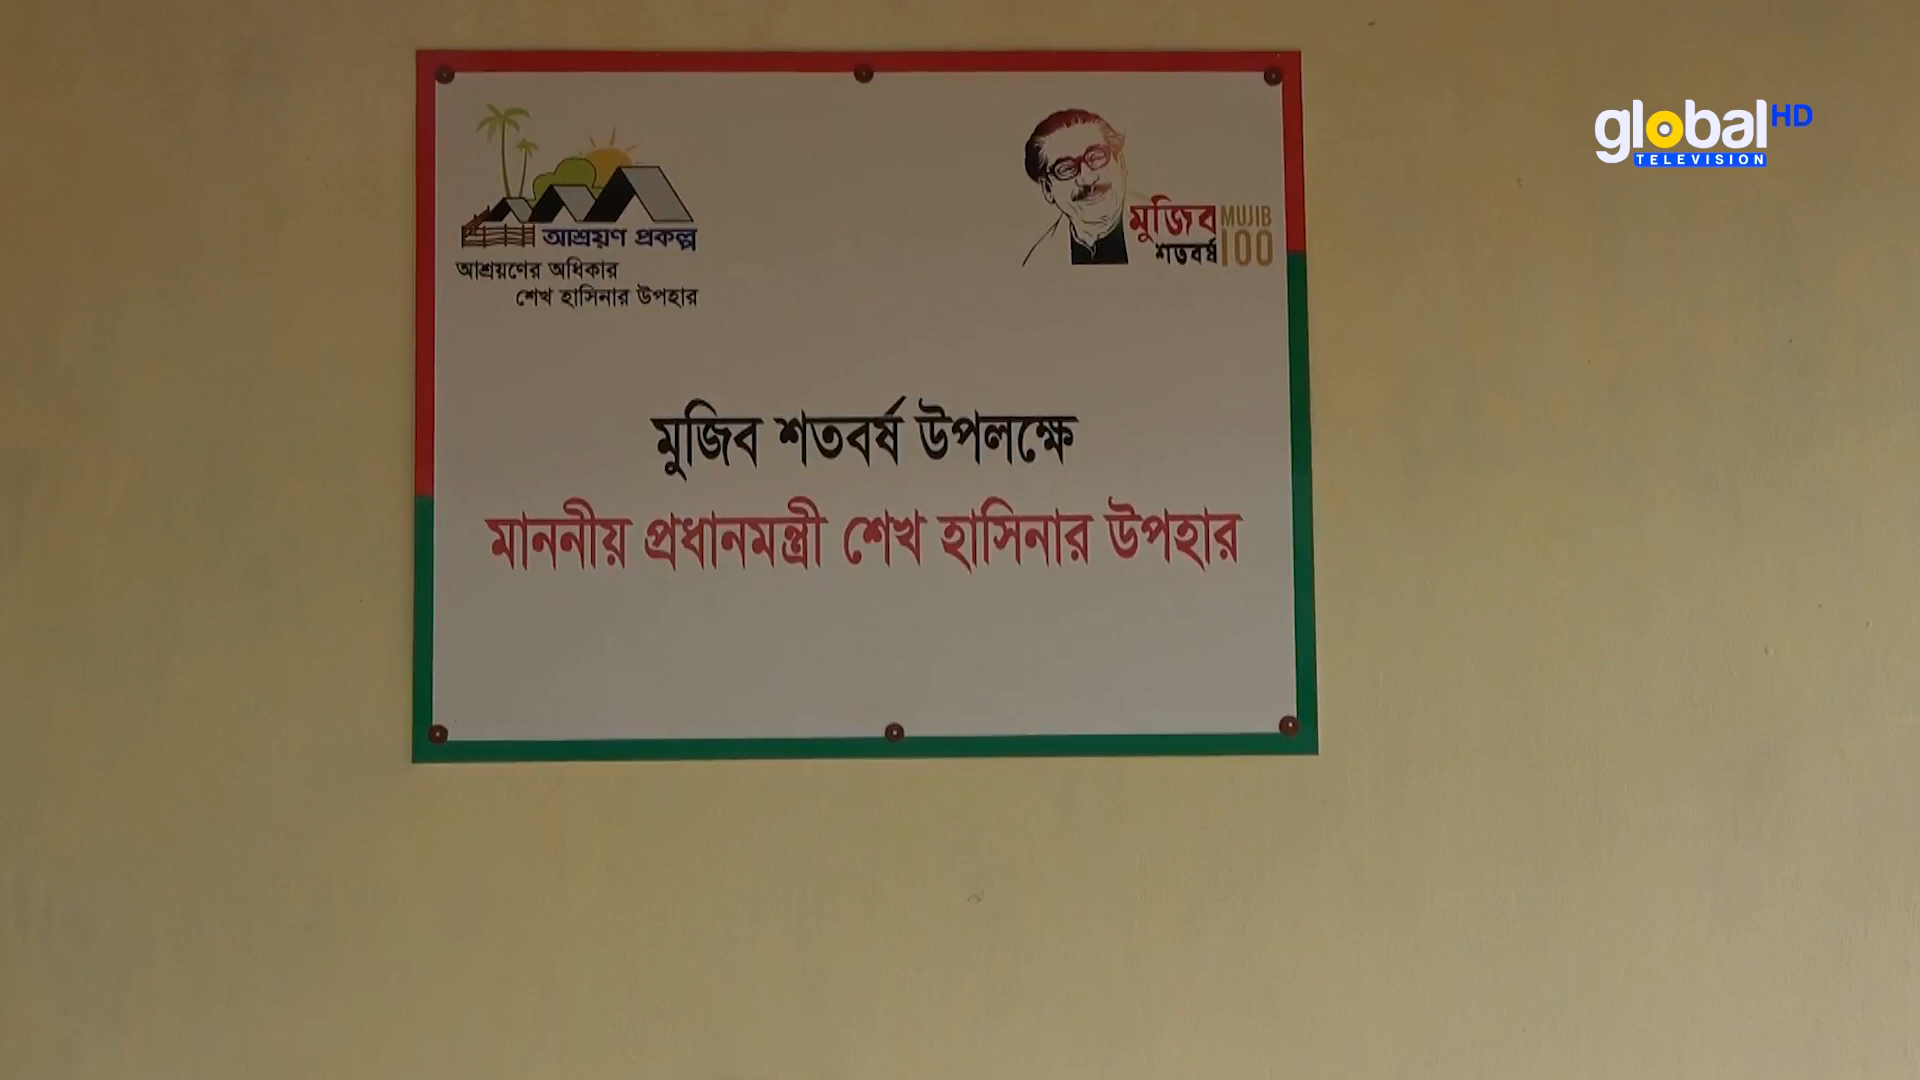 global HD
TELEVISION
আশ্রয়ণ প্রকল্প
আশ্রয়ণের অধিকার
শেখ হাসিনার উপহার
মুজিব MUJIB
শতবর্ষ 100
মুজিব শতবর্ষ উপলক্ষে
মাননীয় প্রধানমন্ত্রী শেখ হাসিনার উপহার